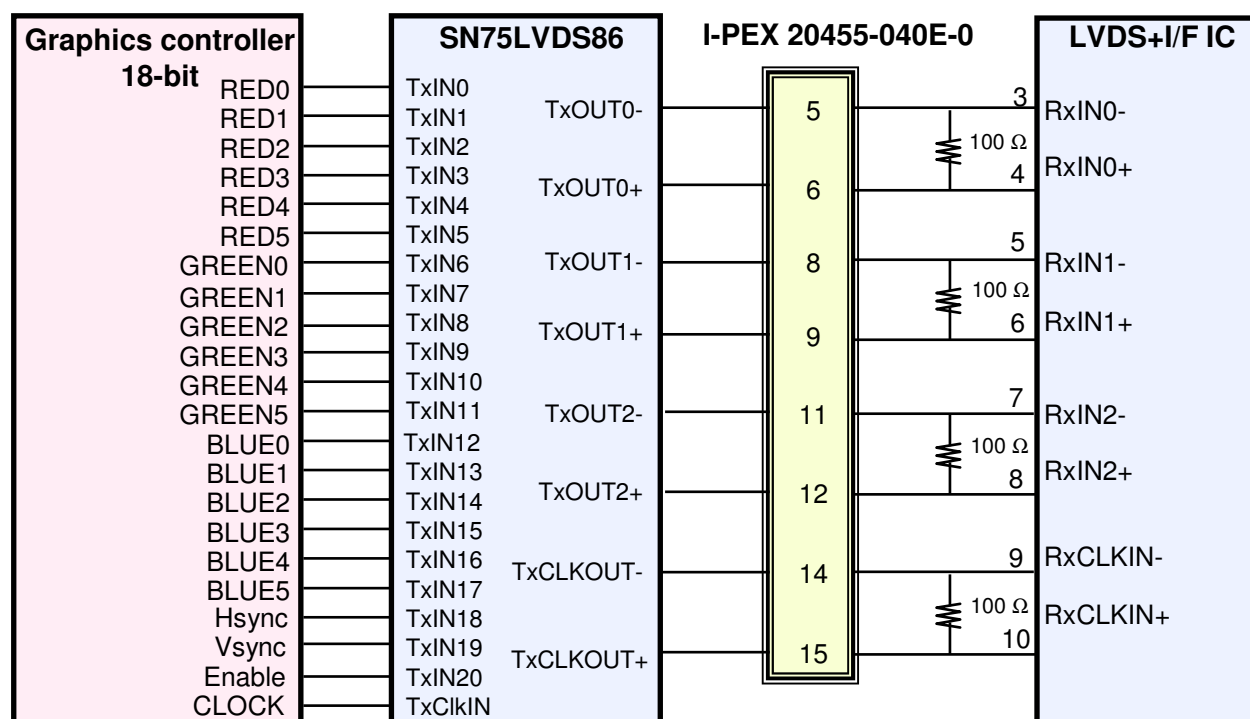 Graphics controller
18-bit
RED0
RED1
RED2
RED3
RED4
RED5
GREEN0
GREEN1
GREEN2
GREEN3
GREEN4
GREEN5
BLUE0
BLUE1
BLUE2
BLUE3
BLUE4
BLUE5
Hsync
Vsync
Enable
CLOCK
SN75LVDS86
TxIN0
TxIN1
TxIN2
TxIN3
TxIN4
TxIN5
TxIN6
TxIN7
TxIN8
TxIN9
TxIN10
TxIN11
TxIN12
TxIN13
TxIN14
TxIN15
TxIN16
TxIN17
TxIN18
TxIN19
TxIN20
TxClkIN
TxOUT0-
TxOUT0+
TxOUT1-
TxOUT1+
TxOUT2-
TxOUT2+
TxCLKOUT-
TxCLKOUT+
I-PEX 20455-040E-0
5
6
8
9
11
12
14
15
3
100 Ω
4
5
100 Ω
6
7
100 Ω
8
9
100 Ω
10
LVDS+I/F IC
RxIN0-
RxIN0+
RxIN1-
RxIN1+
RxIN2-
RxIN2+
RxCLKIN-
RxCLKIN+